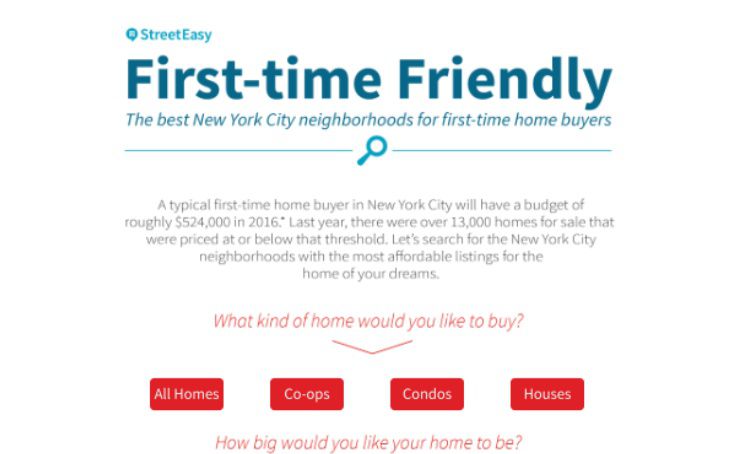 StreetEasy
First-time Friendly
The best New York City neighborhoods for first-time home buyers
A typical first-time home buyer in New York City will have a budget of
roughly $524,000 in 2016.* Last year, there were over 13,000 homes for sale that
were priced at or below that threshold. Let's search for the New York City
neighborhoods with the most affordable listings for the
home of your dreams.
What kind of home would you like to buy?
All Homes
Co-ops
Condos
Houses
How big would you like your home to be?